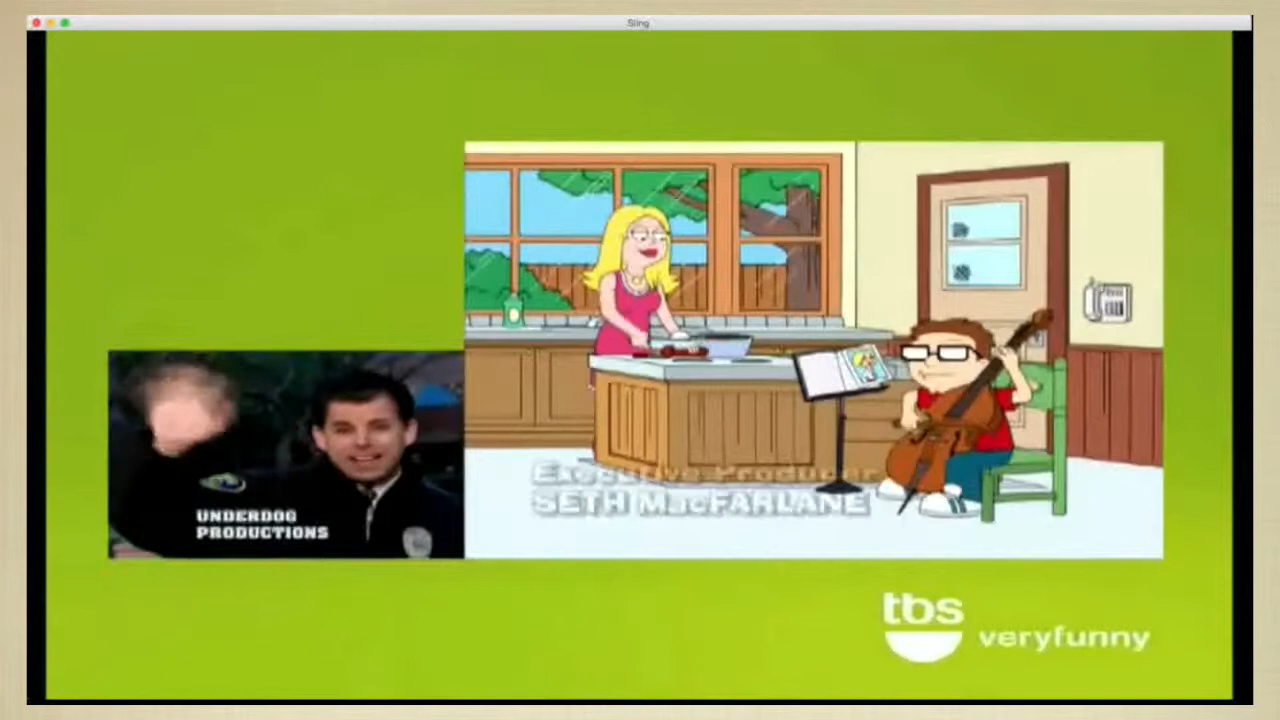 Sling
Executive Producer
SETH MacFARLANE
UNDERDOG
PRODUCTIONS
tbs
veryfunny